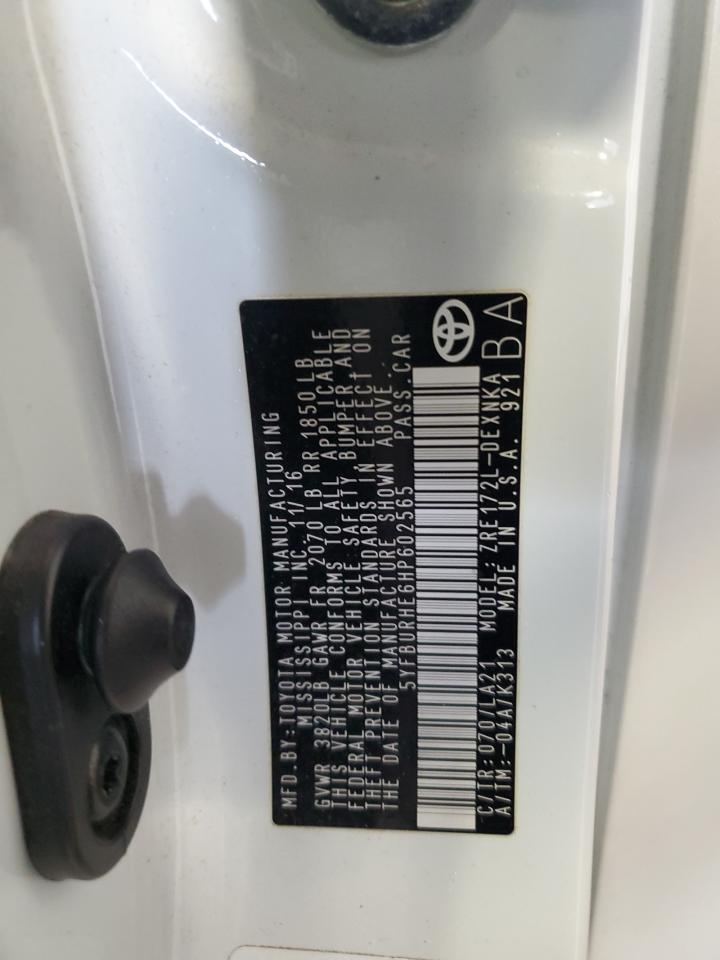 MFD BY:TOYOTA MOTOR MANUFACTURING
MISSISSIPPI INC. 11/16
GVWR 3820LB GAWR FR 2070 LB RR 1850 LB
THIS VEHICLE CONFORMS TO ALL APPLICABLE
FEDERAL MOTOR VEHICLE SAFETY, BUMPER AND
THEFT PREVENTION STANDARDS IN EFFECT ON
THE DATE OF MANUFACTURE SHOWN ABOVE.
5YFBURHE6HP602565 PASS.CAR
C/TR:070/LA21 MODEL:ZRE172L-DEXNKA
A/TM:-04A/K313 MADE IN U.S.A. 921
BA